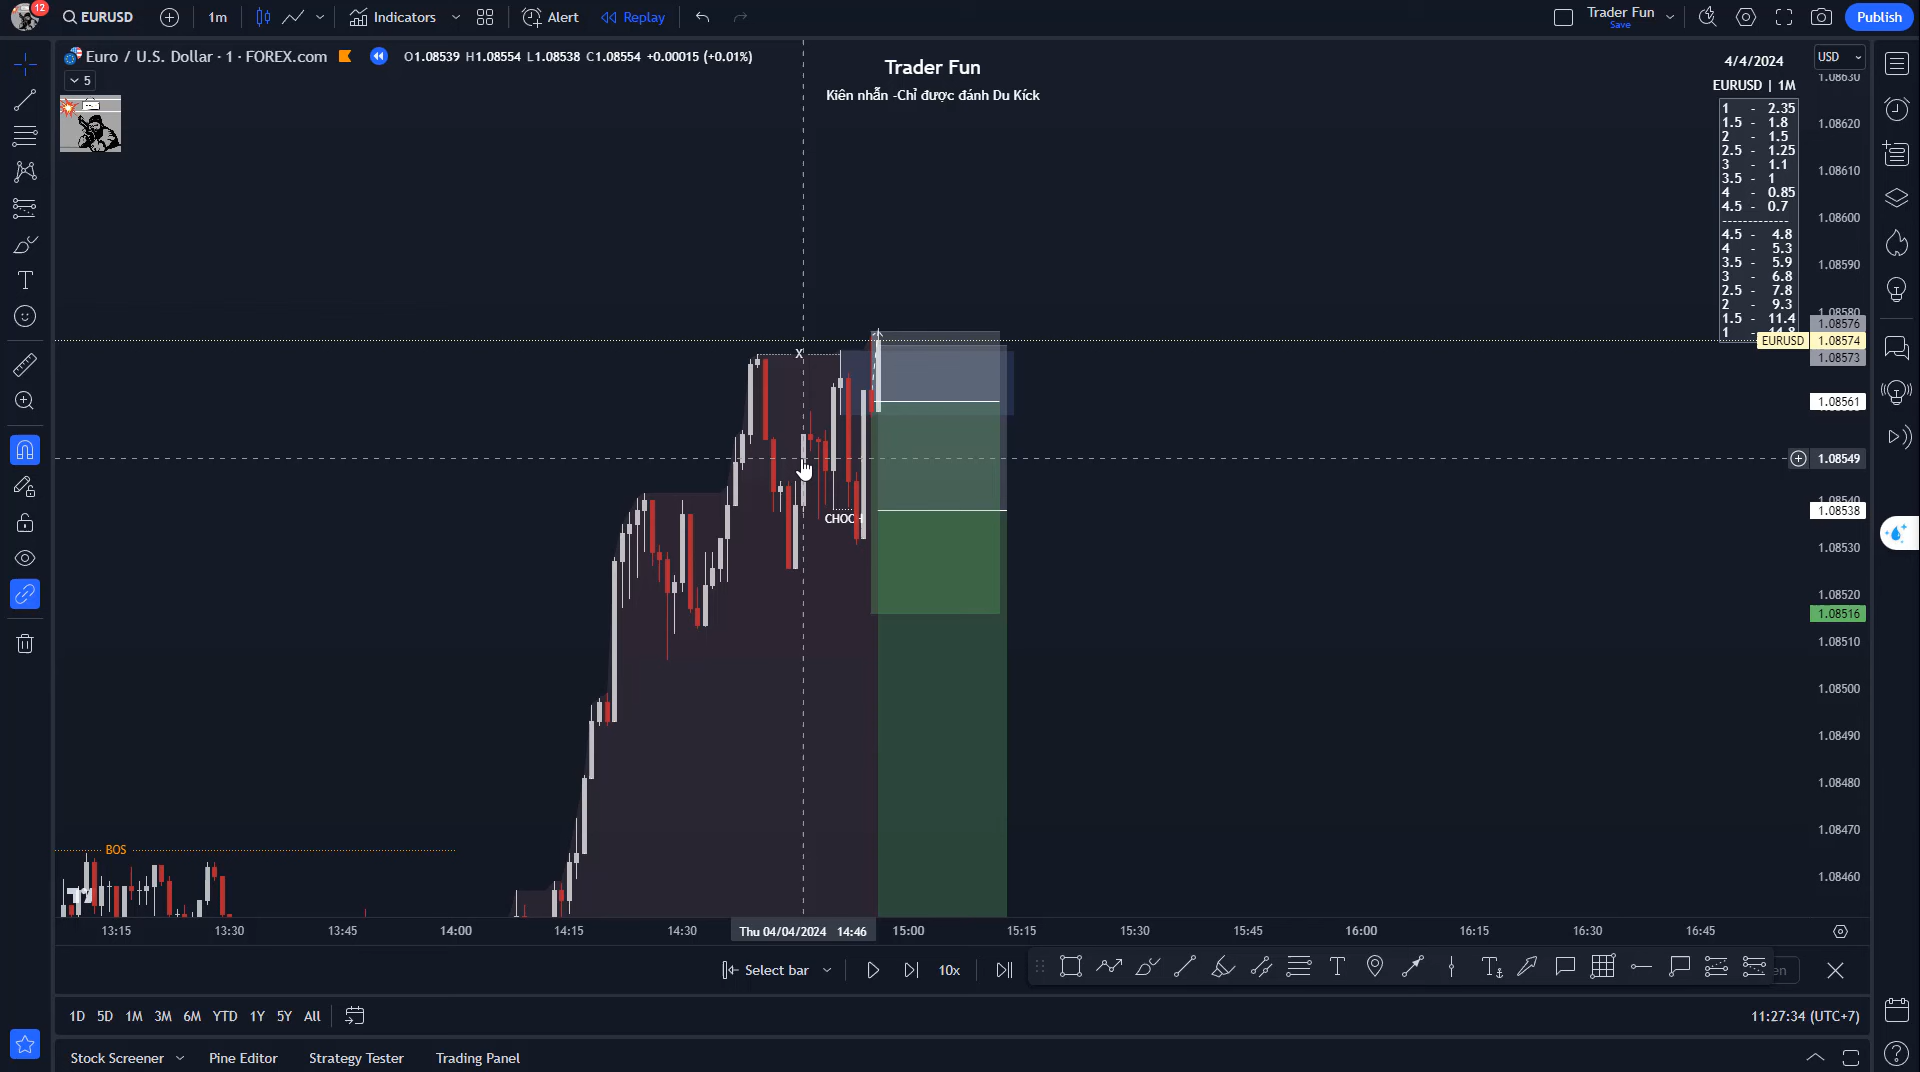 12
EURUSD
1m
Indicators
Alert
Replay
Trader Fun
Save
Publish
Euro / U.S. Dollar · 1 · FOREX.com
O1.08539 H1.08554 L1.08538 C1.08554 +0.00015 (+0.01%)
5
Trader Fun
Kiên nhẫn -Chỉ được đánh Du Kích
4/4/2024
EURUSD | 1M
USD
1 - 2.35
1.5 - 1.8
2 - 1.5
2.5 - 1.25
3 - 1.1
3.5 - 1
4 - 0.85
4.5 - 0.7
-------------
4.5 - 4.8
4 - 5.3
3.5 - 5.9
3 - 6.8
2.5 - 7.8
2 - 9.3
1.5 - 11.4
1.08630
1.08620
1.08610
1.08600
1.08590
1.08580
1.08576
EURUSD 1.08574
1.08573
1.08561
1.08549
1.08540
1.08538
1.08530
1.08520
1.08516
1.08510
1.08500
1.08490
1.08480
1.08470
1.08460
X
CHOCH
BOS
13:15
13:30
13:45
14:00
14:15
14:30
Thu 04/04/2024 14:46
15:00
15:15
15:30
15:45
16:00
16:15
16:30
16:45
Select bar
10x
1D 5D 1M 3M 6M YTD 1Y 5Y All
11:27:34 (UTC+7)
Stock Screener
Pine Editor
Strategy Tester
Trading Panel